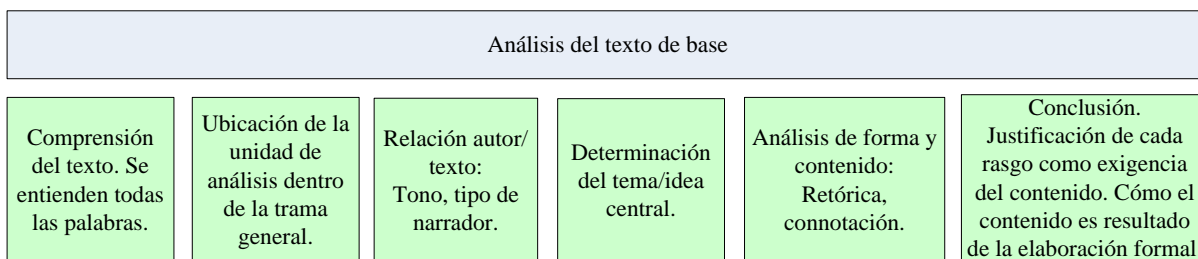 Análisis del texto de base
Comprensión
del texto. Se
entienden todas
las palabras.
Ubicación de la
unidad de
análisis dentro
de la trama
general.
Relación autor/
texto:
Tono, tipo de
narrador.
Determinación
del tema/idea
central.
Análisis de forma y
contenido:
Retórica,
connotación.
Conclusión.
Justificación de cada
rasgo como exigencia
del contenido. Cómo el
contenido es resultado
de la elaboración formal